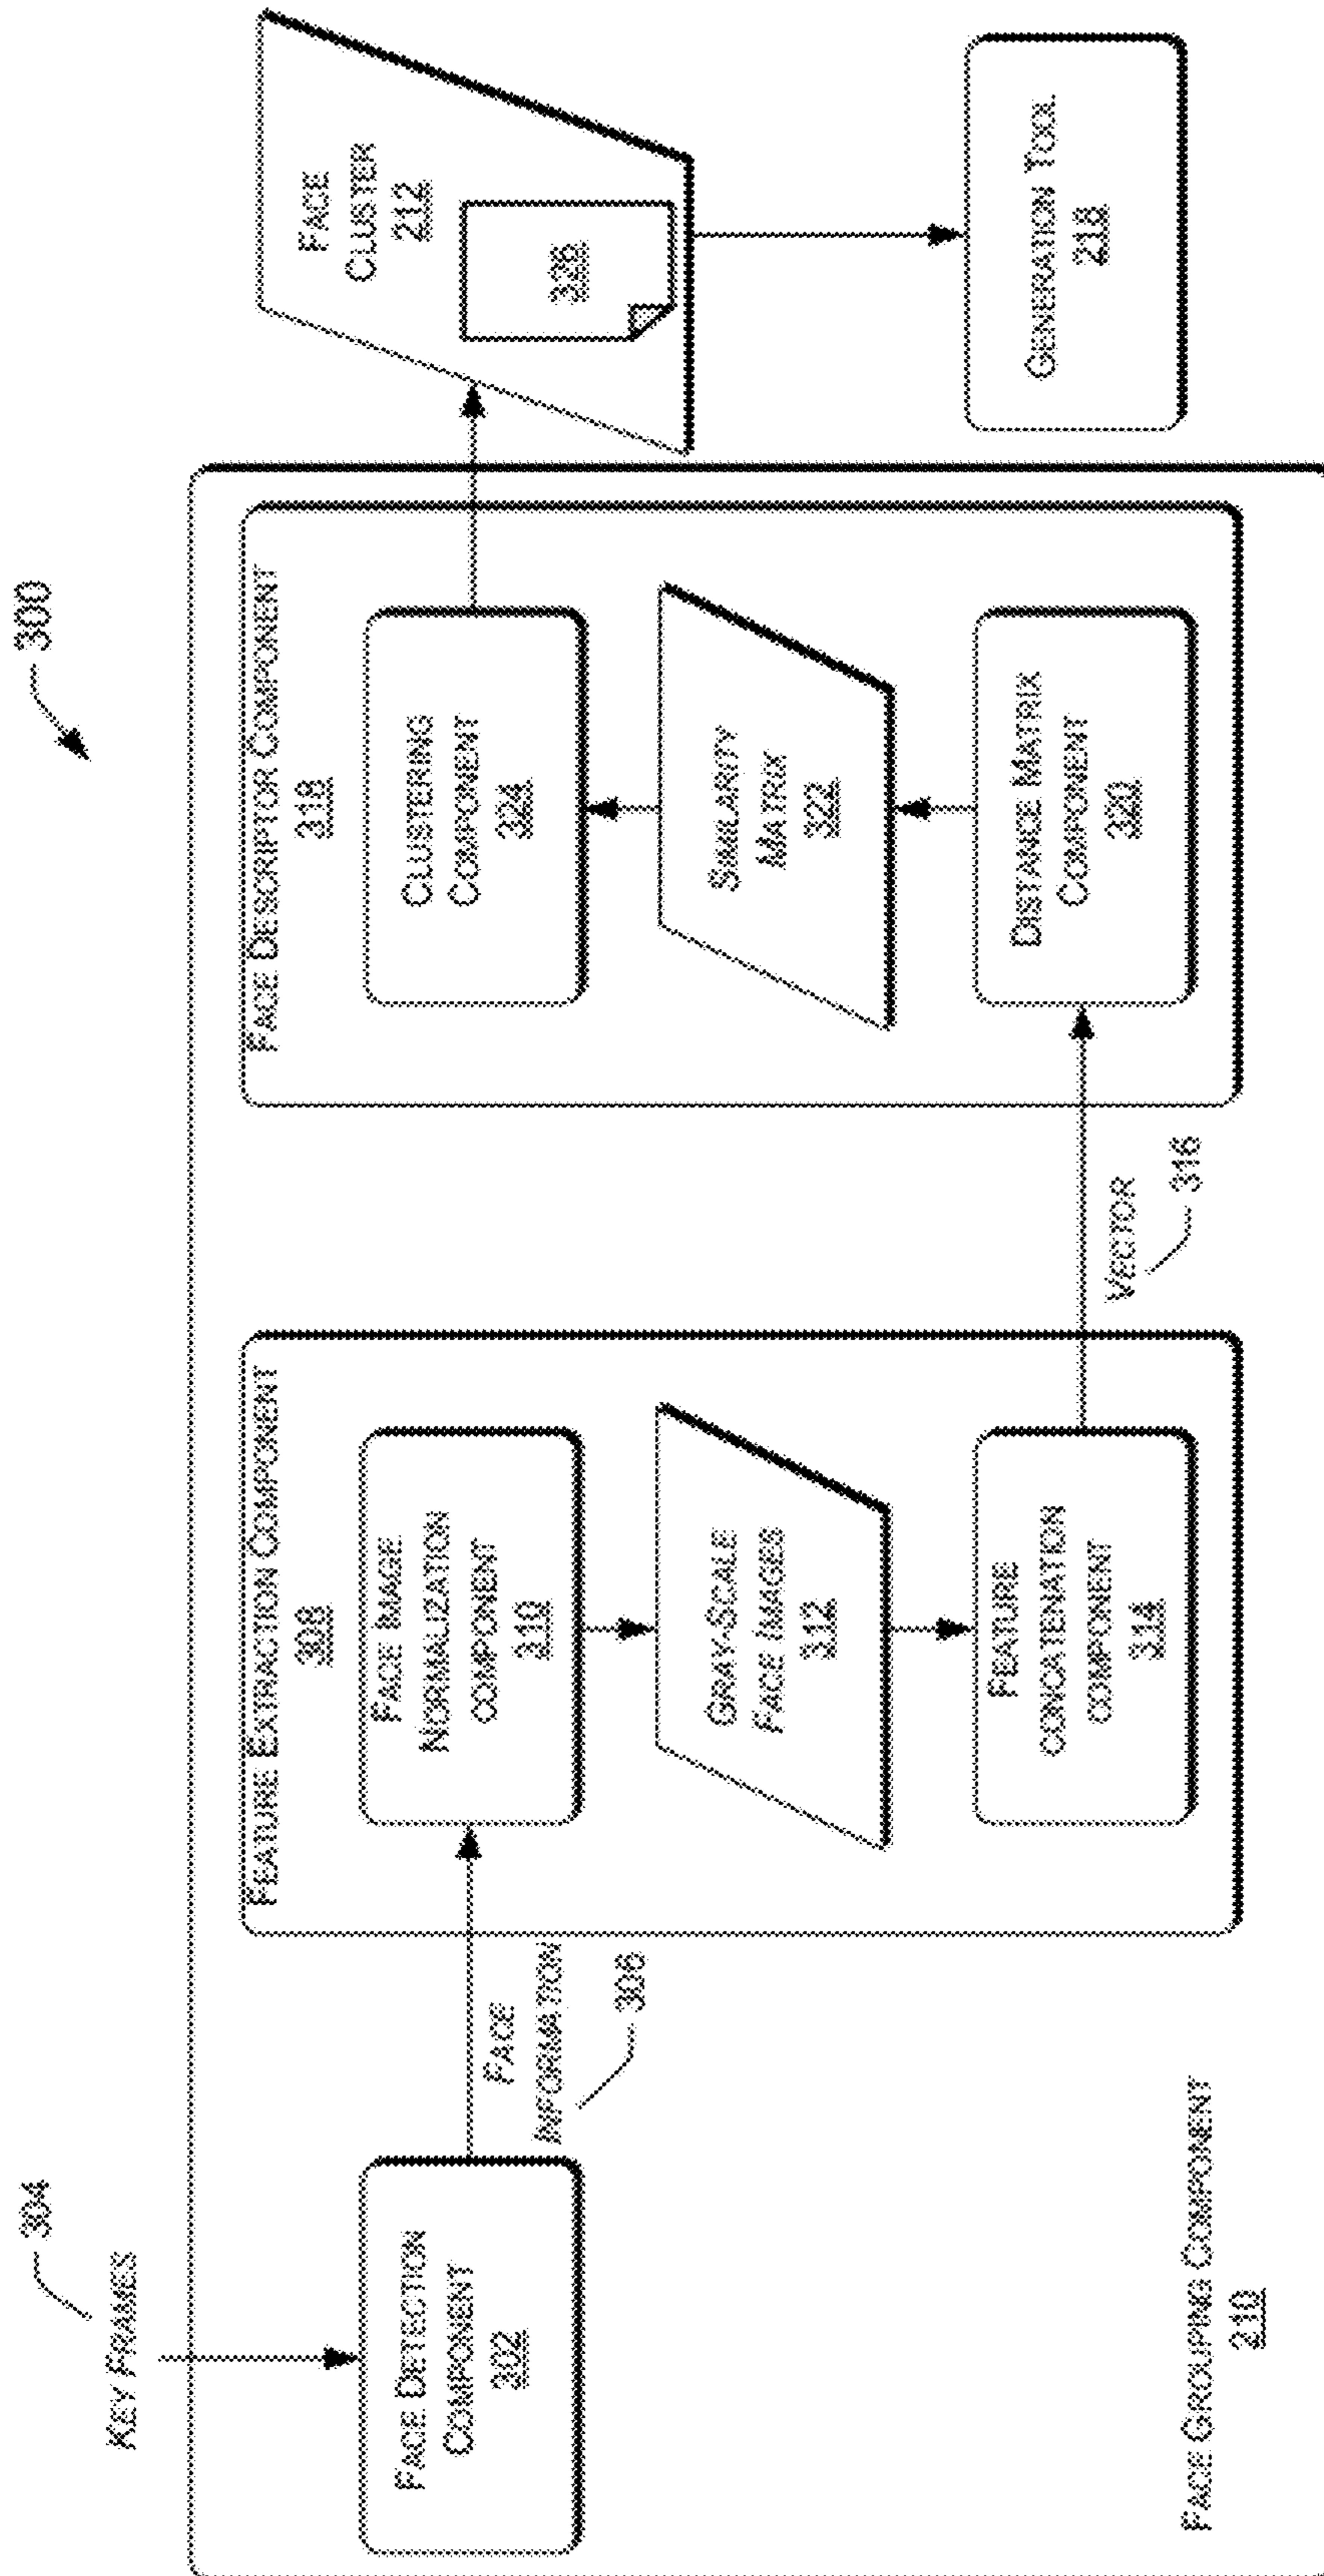 300
304
KEY FRAMES
FACE DETECTION
COMPONENT
302
FACE
INFORMATION
306
FEATURE EXTRACTION COMPONENT
308
FACE IMAGE
NORMALIZATION
COMPONENT
310
GRAY-SCALE
FACE IMAGES
312
FEATURE
CONCATENATION
COMPONENT
314
VECTOR
316
FACE DESCRIPTOR COMPONENT
318
CLUSTERING
COMPONENT
324
SIMILARITY
MATRIX
322
DISTANCE MATRIX
COMPONENT
320
FACE
CLUSTER
212
326
GENERATION TOOL
218
FACE GROUPING COMPONENT
210